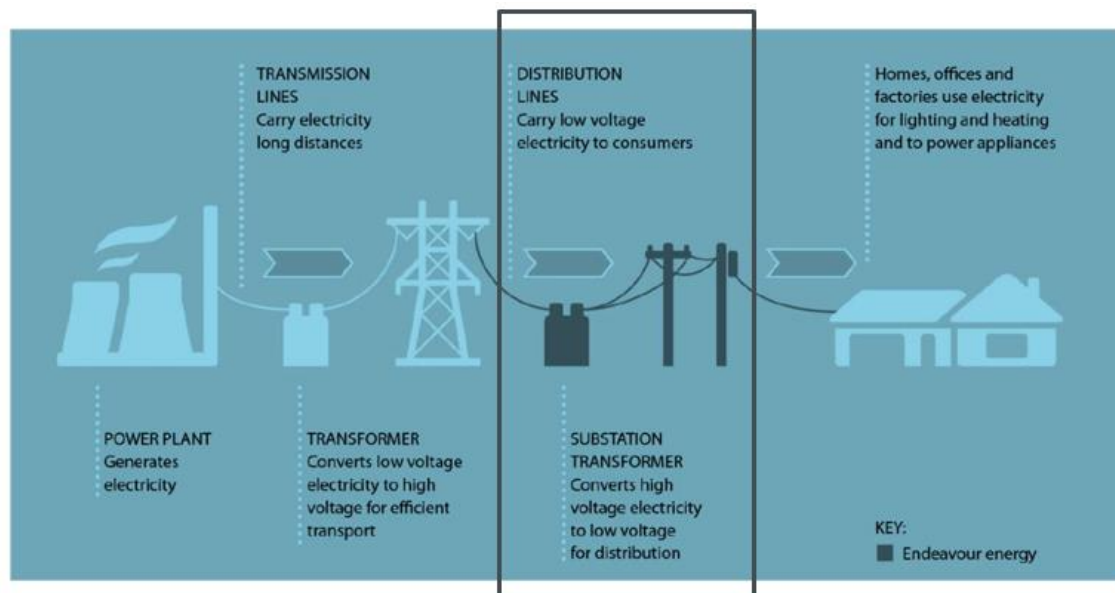 TRANSMISSION
LINES
Carry electricity
long distances
DISTRIBUTION
LINES
Carry low voltage
electricity to consumers
Homes, offices and
factories use electricity
for lighting and heating
and to power appliances
POWER PLANT
Generates
electricity
TRANSFORMER
Converts low voltage
electricity to high
voltage for efficient
transport
SUBSTATION
TRANSFORMER
Converts high
voltage electricity
to low voltage
for distribution
KEY:
Endeavour energy